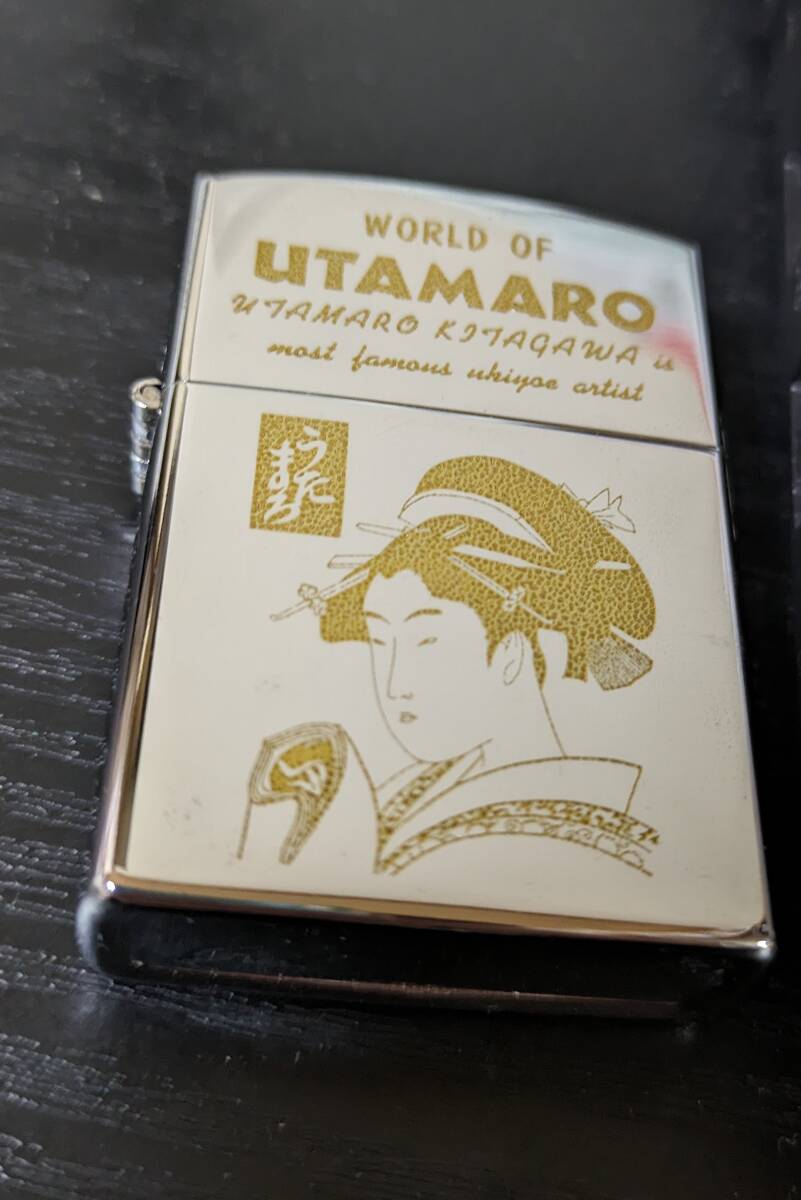 WORLD OF
UTAMARO
UTAMARO KITAGAWA is
most famous ukiyoe artist
うた
まろ